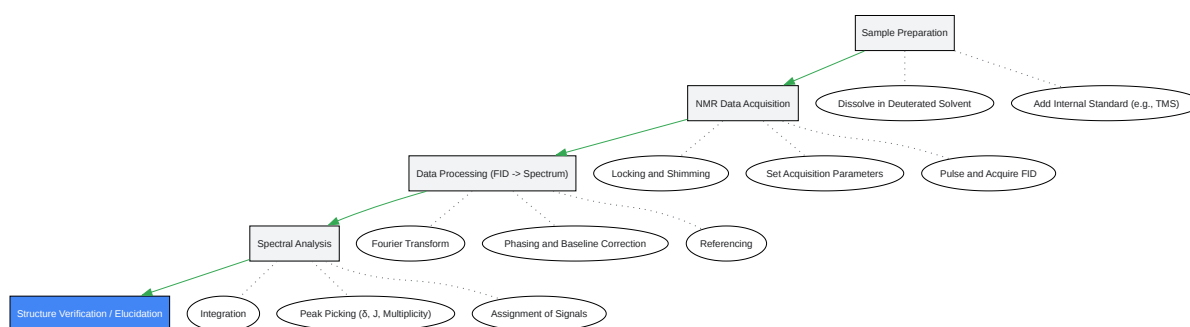 Sample Preparation
NMR Data Acquisition
Dissolve in Deuterated Solvent
Add Internal Standard (e.g., TMS)
Data Processing (FID -> Spectrum)
Locking and Shimming
Set Acquisition Parameters
Pulse and Acquire FID
Spectral Analysis
Fourier Transform
Phasing and Baseline Correction
Referencing
Structure Verification / Elucidation
Integration
Peak Picking (δ, J, Multiplicity)
Assignment of Signals